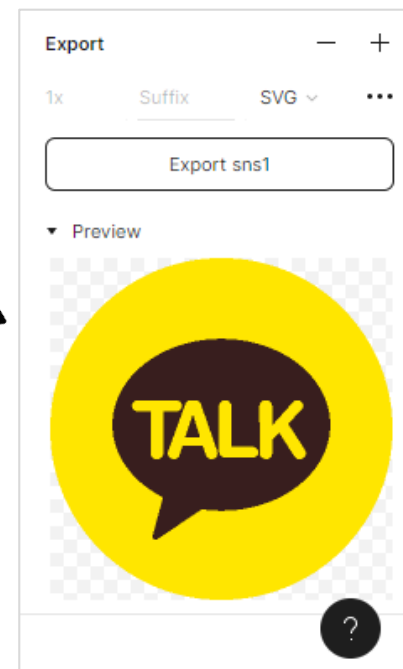 Export
1x Suffix SVG
Export sns1
Preview
TALK
?